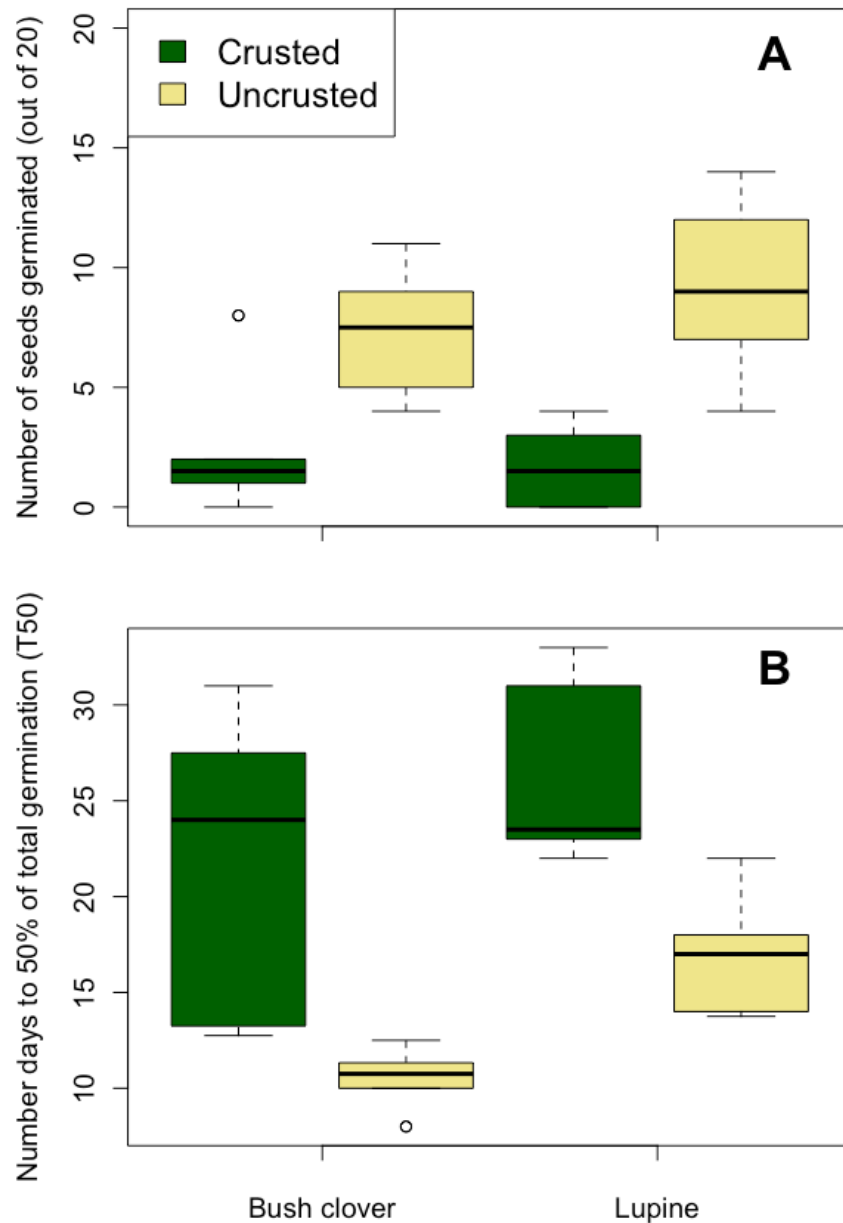 Number of seeds germinated (out of 20)
20
15
10
5
0
Crusted
Uncrusted
A
Number days to 50% of total germination (T50)
30
25
20
15
10
B
Bush clover Lupine